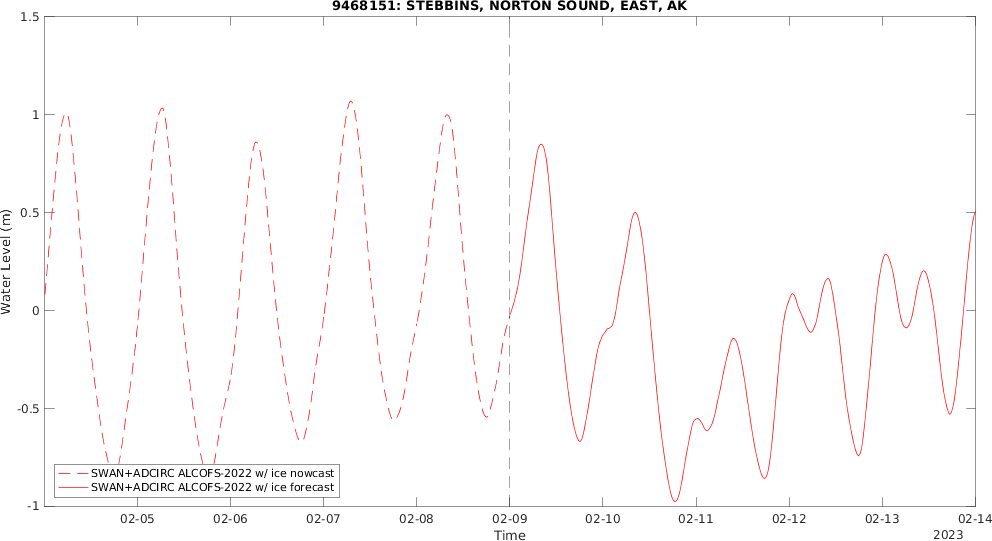 9468151: STEBBINS, NORTON SOUND, EAST, AK
1.5
1
0.5
0
-0.5
-1
Water Level (m)
SWAN+ADCIRC ALCOFS-2022 w/ ice nowcast
SWAN+ADCIRC ALCOFS-2022 w/ ice forecast
02-05 02-06 02-07 02-08 02-09 02-10 02-11 02-12 02-13 02-14
Time
2023